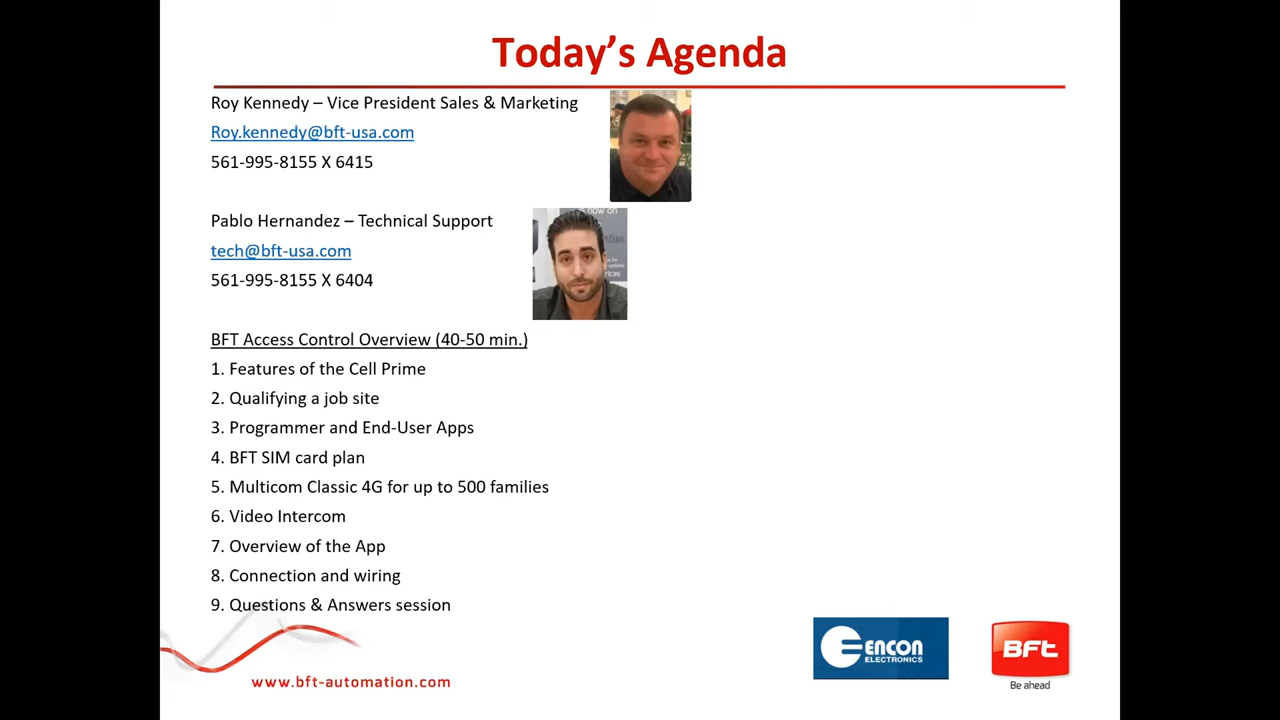 Today's Agenda
Roy Kennedy – Vice President Sales & Marketing
Roy.kennedy@bft-usa.com
561-995-8155 X 6415
Pablo Hernandez – Technical Support
tech@bft-usa.com
561-995-8155 X 6404
BFT Access Control Overview (40-50 min.)
1. Features of the Cell Prime
2. Qualifying a job site
3. Programmer and End-User Apps
4. BFT SIM card plan
5. Multicom Classic 4G for up to 500 families
6. Video Intercom
7. Overview of the App
8. Connection and wiring
9. Questions & Answers session
www.bft-automation.com
ENCON
ELECTRONICS
BFT
Be ahead